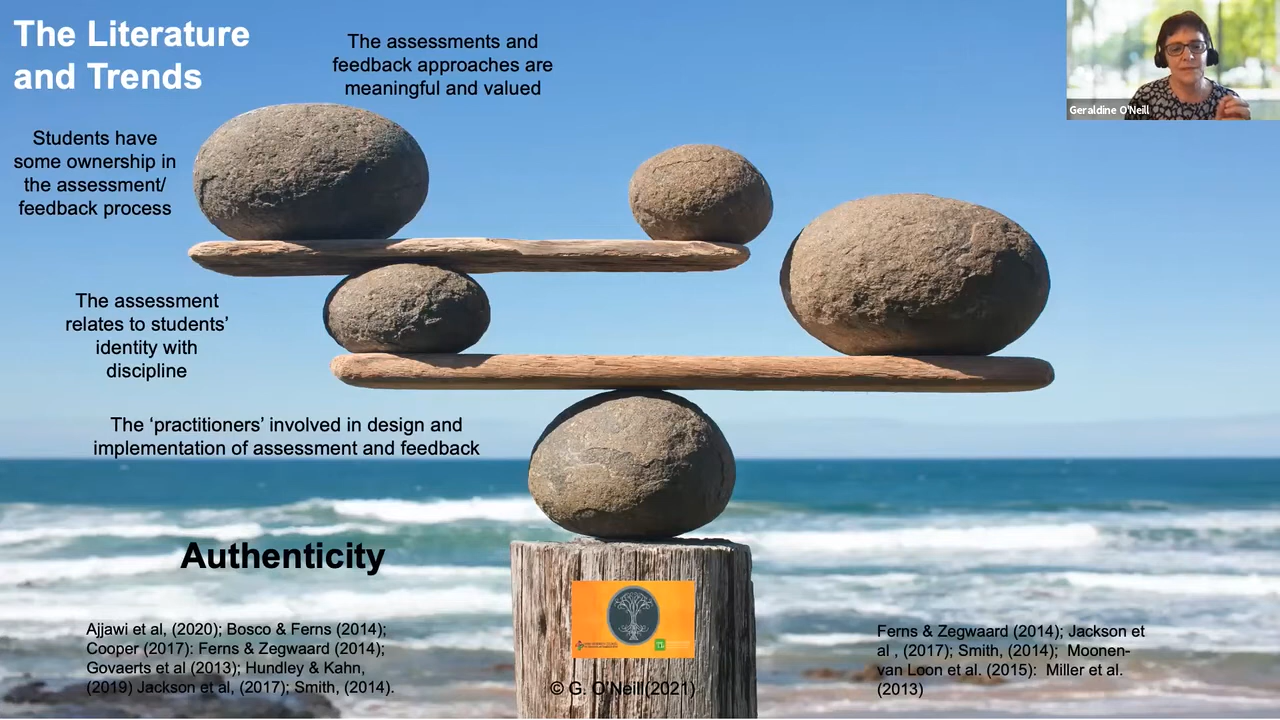 The Literature
and Trends
The assessments and
feedback approaches are
meaningful and valued
Geraldine O'Neill
Students have
some ownership in
the assessment/
feedback process
The assessment
relates to students’
identity with
discipline
The ‘practitioners’ involved in design and
implementation of assessment and feedback
Authenticity
Ajjawi et al, (2020); Bosco & Ferns (2014);
Cooper (2017): Ferns & Zegwaard (2014);
Govaerts et al (2013); Hundley & Kahn,
(2019) Jackson et al, (2017); Smith, (2014).
© G. O’Neill(2021)
Ferns & Zegwaard (2014); Jackson et
al , (2017); Smith, (2014);  Moonen-
van Loon et al. (2015):  Miller et al.
(2013)